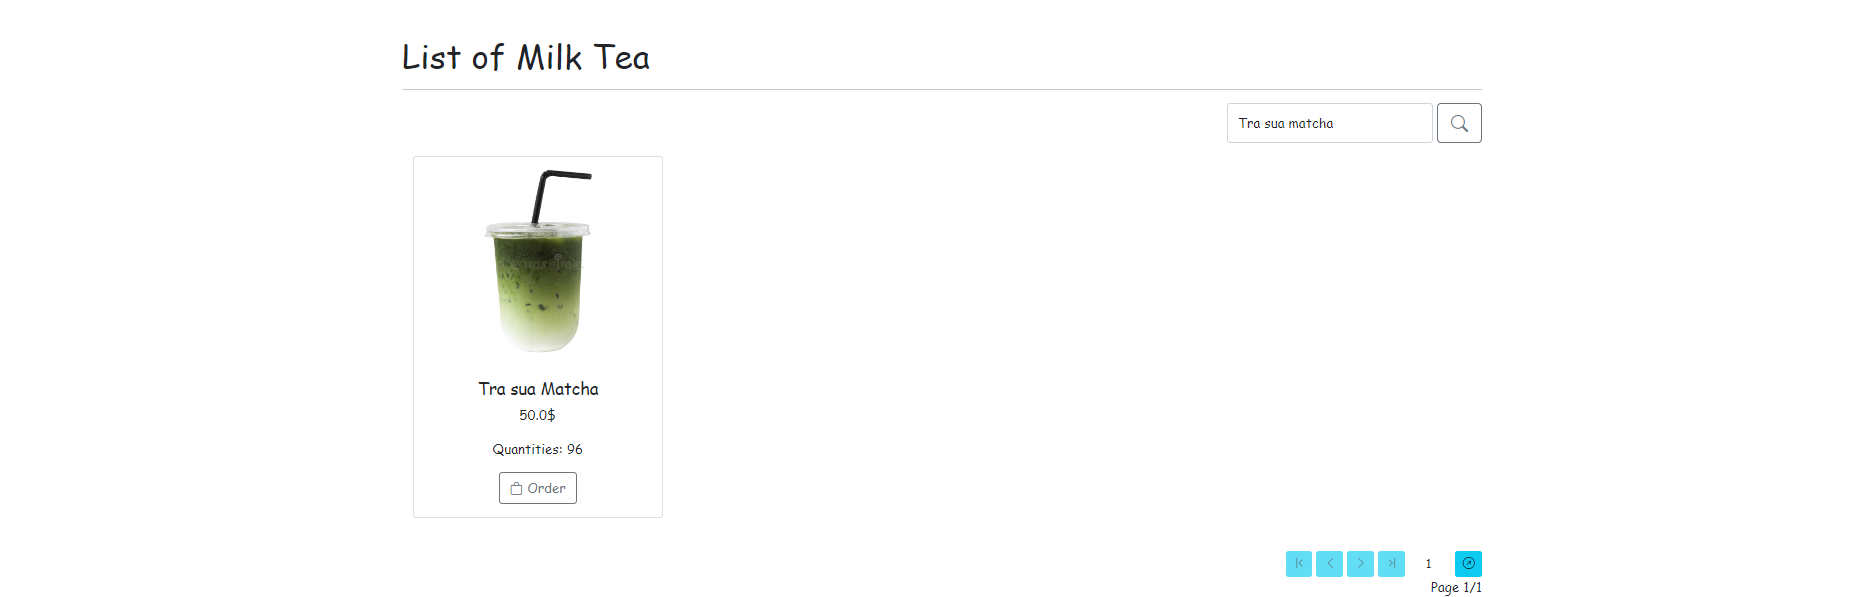 List of Milk Tea
Tra sua matcha
Tra sua Matcha
50.0$
Quantities: 96
Order
1
Page 1/1